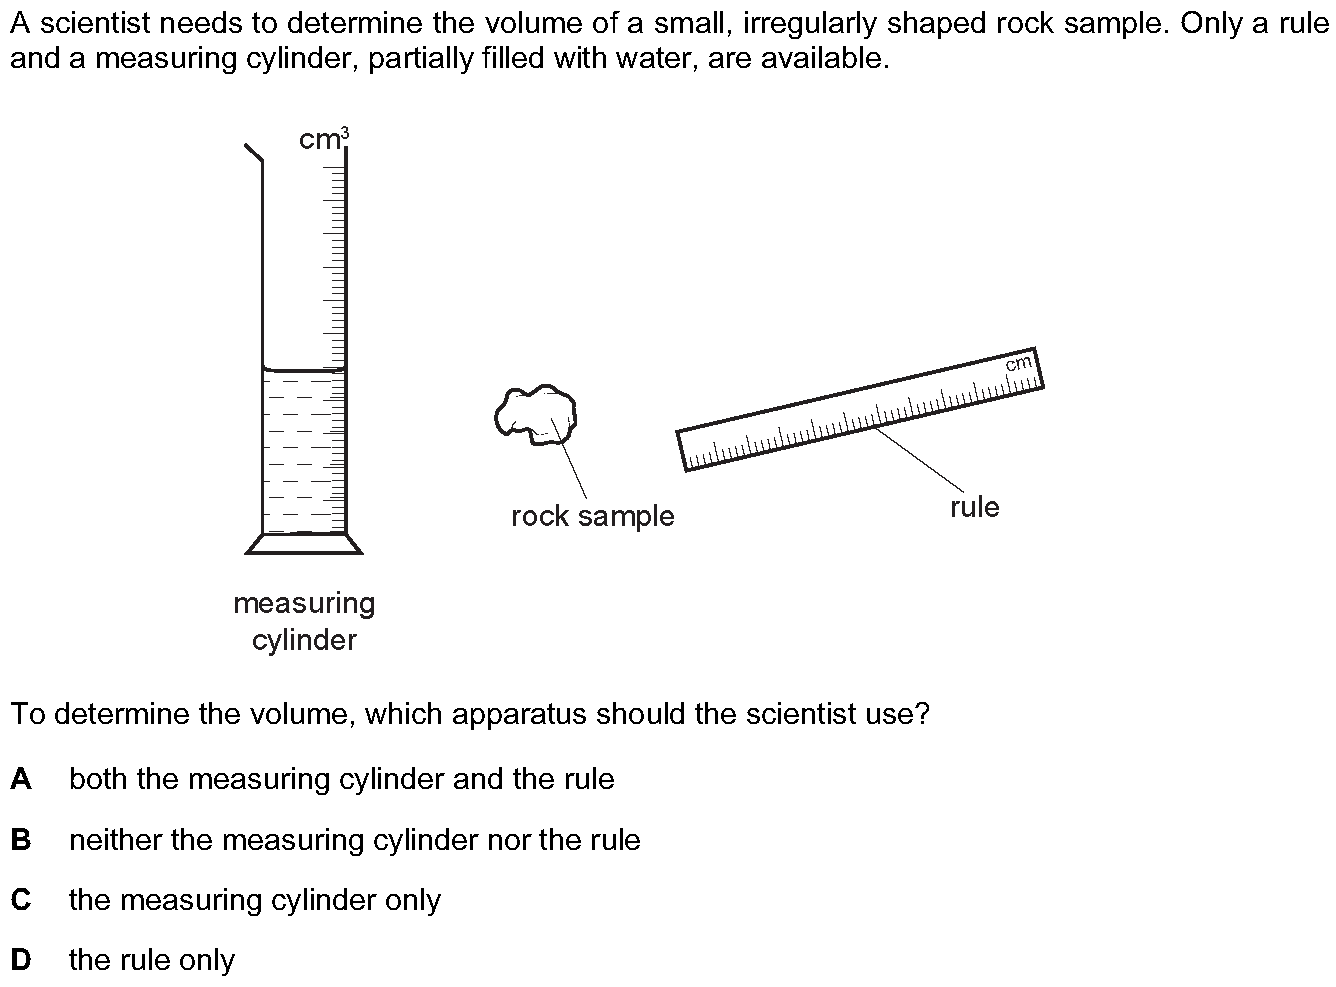 A scientist needs to determine the volume of a small, irregularly shaped rock sample. Only a rule
and a measuring cylinder, partially filled with water, are available.
cm³
cm
rock sample
rule
measuring
cylinder
To determine the volume, which apparatus should the scientist use?
A both the measuring cylinder and the rule
B neither the measuring cylinder nor the rule
C the measuring cylinder only
D the rule only